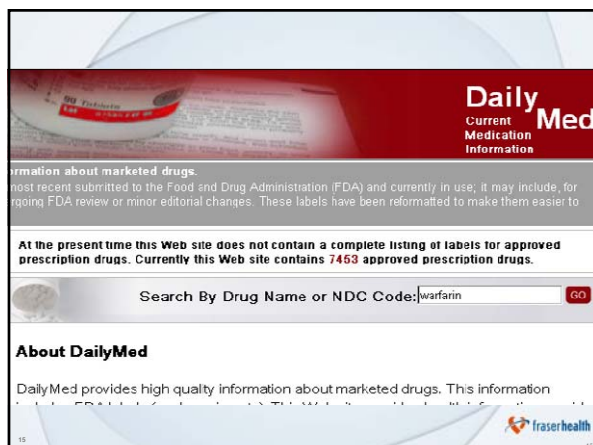 90 Tablets
Lot
Daily
Med
Current
Medication
Information
ormation about marketed drugs.
most recent submitted to the Food and Drug Administration (FDA) and currently in use; it may include, for
rgoing FDA review or minor editorial changes. These labels have been reformatted to make them easier to
At the present time this Web site does not contain a complete listing of labels for approved
prescription drugs. Currently this Web site contains 7453 approved prescription drugs.
Search By Drug Name or NDC Code: warfarin GO
About DailyMed
DailyMed provides high quality information about marketed drugs. This information
15
fraserhealth